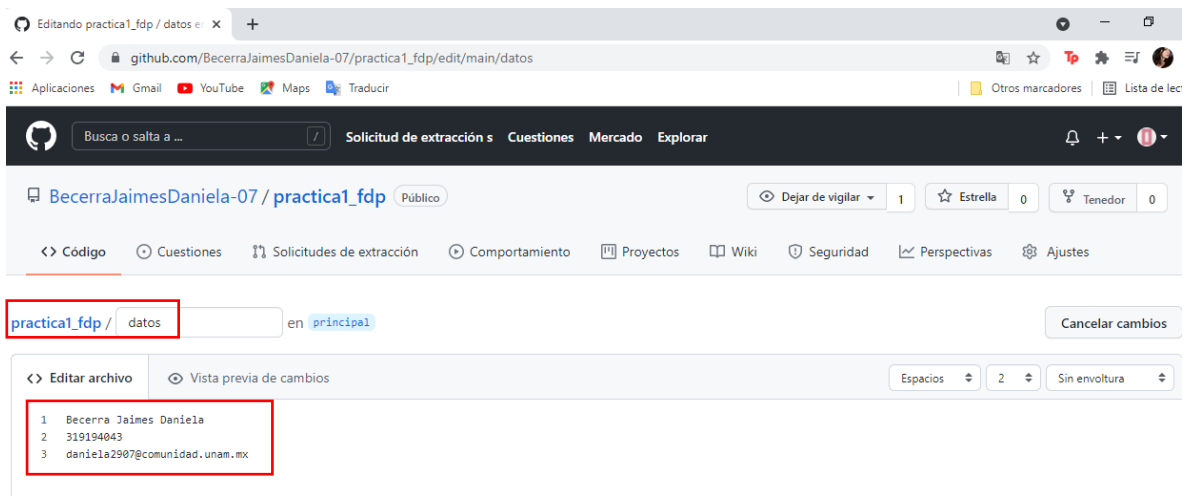 Editando practica1_fdp / datos e
github.com/BecerraJaimesDaniela-07/practica1_fdp/edit/main/datos
Aplicaciones Gmail YouTube Maps Traducir Otros marcadores Lista de lect
Busca o salta a ... / Solicitud de extracción s Cuestiones Mercado Explorar
BecerraJaimesDaniela-07 / practica1_fdp Público Dejar de vigilar 1 Estrella 0 Tenedor 0
Código Cuestiones Solicitudes de extracción Comportamiento Proyectos Wiki Seguridad Perspectivas Ajustes
practica1_fdp / datos en principal Cancelar cambios
Editar archivo Vista previa de cambios Espacios 2 Sin envoltura
1 Becerra Jaimes Daniela
2 319194043
3 daniela2907@comunidad.unam.mx